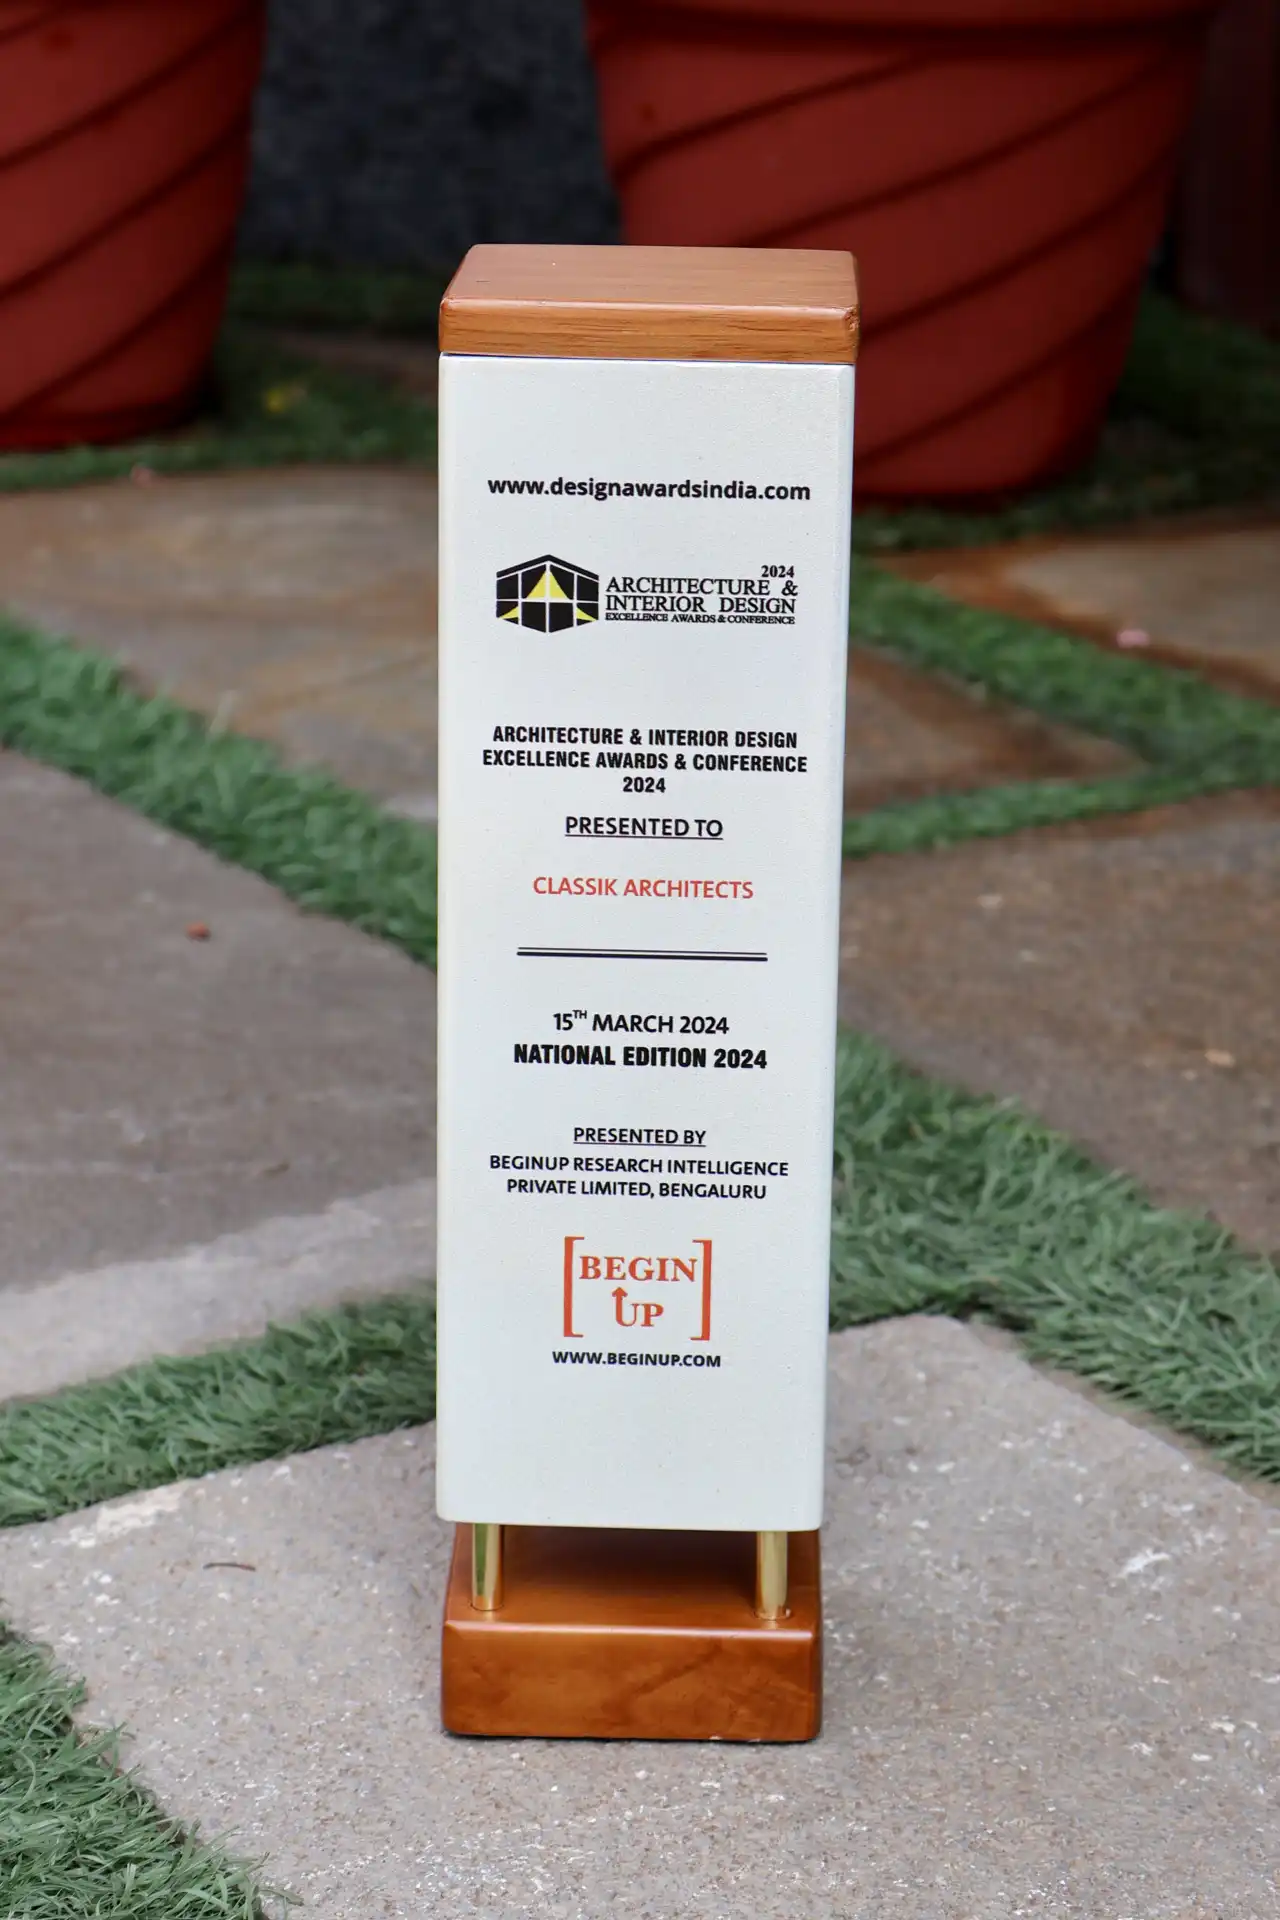 www.designawardsindia.com
2024
ARCHITECTURE &
INTERIOR DESIGN
EXCELLENCE AWARDS & CONFERENCE
ARCHITECTURE & INTERIOR DESIGN
EXCELLENCE AWARDS & CONFERENCE
2024
PRESENTED TO
CLASSIK ARCHITECTS
15TH MARCH 2024
NATIONAL EDITION 2024
PRESENTED BY
BEGINUP RESEARCH INTELLIGENCE
PRIVATE LIMITED, BENGALURU
[BEGIN
UP]
WWW.BEGINUP.COM